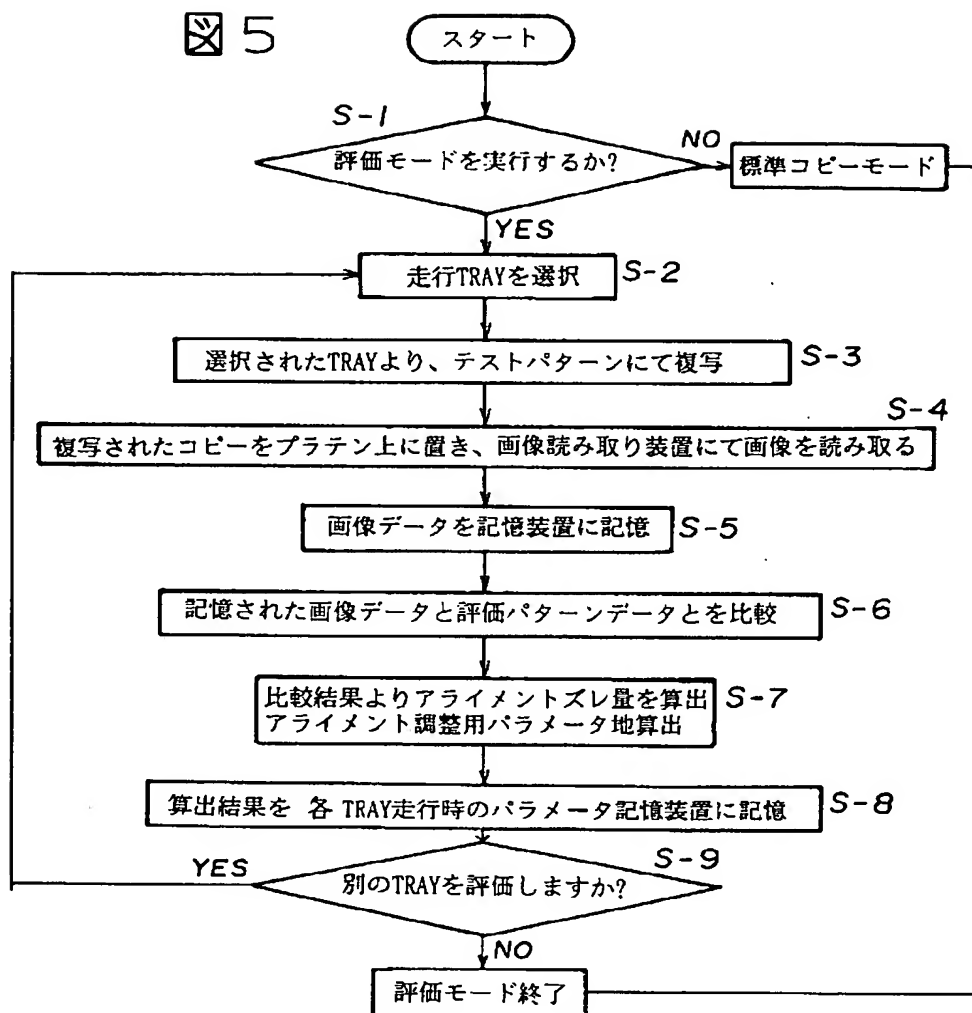 図5
スタート
S-1
評価モードを実行するか?
NO
標準コピーモード
YES
走行TRAYを選択
S-2
選択されたTRAYより、テストパターンにて複写
S-3
S-4
複写されたコピーをプラテン上に置き、画像読み取り装置にて画像を読み取る
画像データを記憶装置に記憶
S-5
記憶された画像データと評価パターンデータとを比較
S-6
比較結果よりアライメントズレ量を算出
アライメント調整用パラメータ地算出
S-7
算出結果を 各 TRAY走行時のパラメータ記憶装置に記憶
S-8
S-9
YES
別のTRAYを評価しますか?
NO
評価モード終了